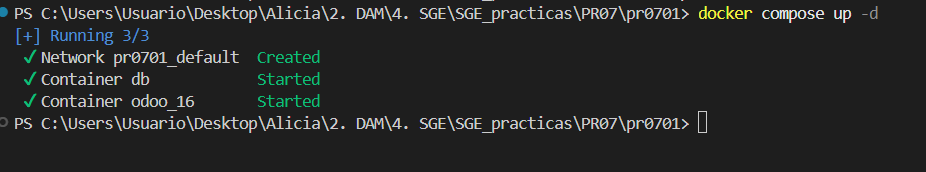 PS C:\Users\Usuario\Desktop\Alicia\2. DAM\4. SGE\SGE_practicas\PR07\pr0701> docker compose up -d
[+] Running 3/3
✓ Network pr0701_default  Created
✓ Container db            Started
✓ Container odoo_16       Started
PS C:\Users\Usuario\Desktop\Alicia\2. DAM\4. SGE\SGE_practicas\PR07\pr0701>